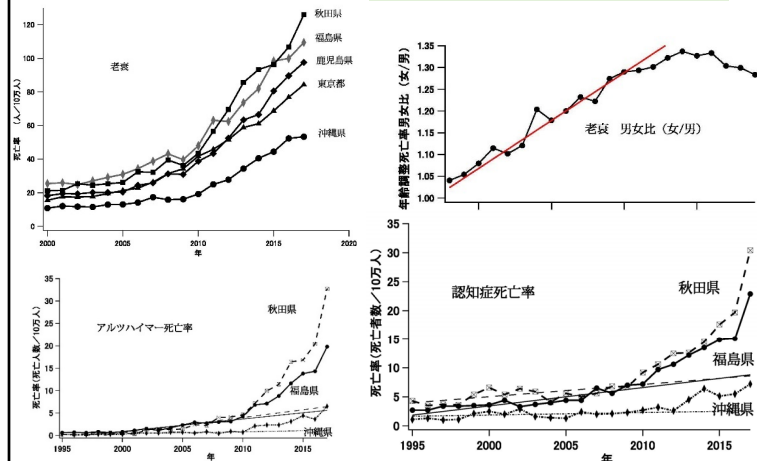 老衰
秋田県
福島県
鹿児島県
東京都
沖縄県
死亡率 （人／10万人）
120
100
80
60
40
20
0
2000
2005
2010
2015
2020
年
年齢調整死亡率男女比（女/男）
1.35
1.30
1.25
1.20
1.15
1.10
1.05
1.00
老衰 男女比（女/男）
アルツハイマー死亡率
秋田県
福島県
沖縄県
死亡率（死亡人数／10万人）
35
30
25
20
15
10
5
0
1995
2000
2005
2010
2015
年
認知症死亡率
秋田県
福島県
沖縄県
死亡率（死亡者数／10万人）
35
30
25
20
15
10
5
0
1995
2000
2005
2010
2015
年